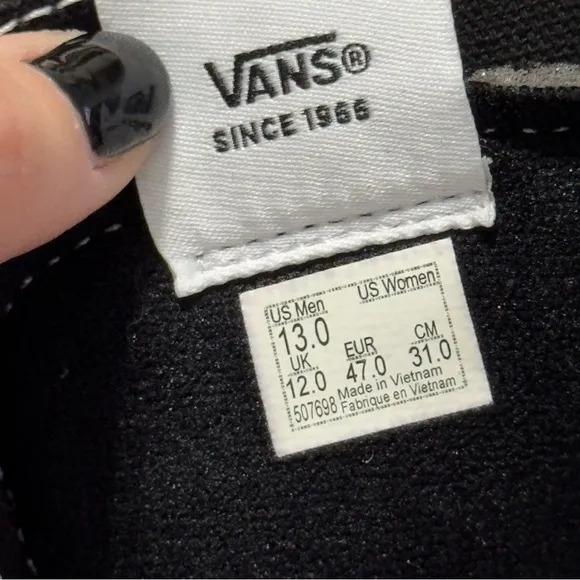 VANS®
SINCE 1966
US Men US Women
13.0
UK EUR CM
12.0 47.0 31.0
Made in Vietnam
507698 Fabrique en Vietnam